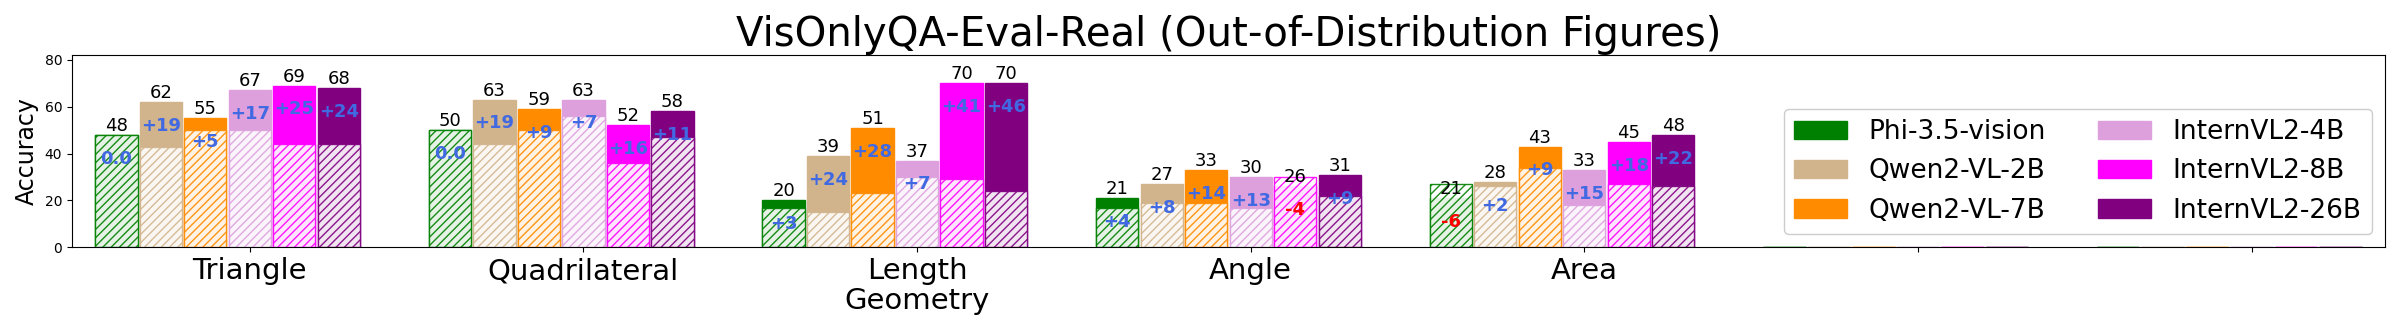 VisOnlyQA-Eval-Real (Out-of-Distribution Figures)
Accuracy
80
60
40
20
0
48 62 55 67 69 68
0.0 +19 +5 +17 +25 +24
50 63 59 63 52 58
0.0 +19 +9 +7 +16 +11
20 39 51 37 70 70
+3 +24 +28 +7 +41 +46
21 27 33 30 26 31
+4 +8 +14 +13 -4 +9
21 28 43 33 45 48
-6 +2 +9 +15 +18 +22
Phi-3.5-vision
Qwen2-VL-2B
Qwen2-VL-7B
InternVL2-4B
InternVL2-8B
InternVL2-26B
Triangle Quadrilateral Length Angle Area
Geometry